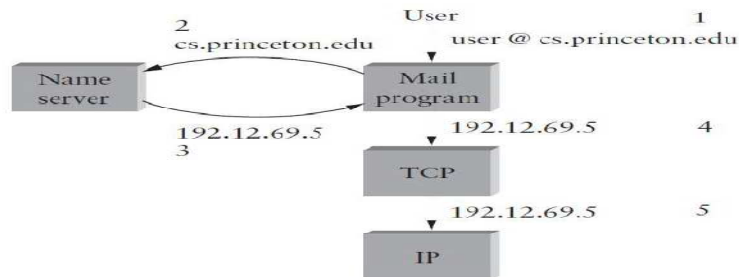 User 1
2
cs.princeton.edu
user @ cs.princeton.edu
Name
server
Mail
program
192.12.69.5
3
192.12.69.5 4
TCP
192.12.69.5 5
IP